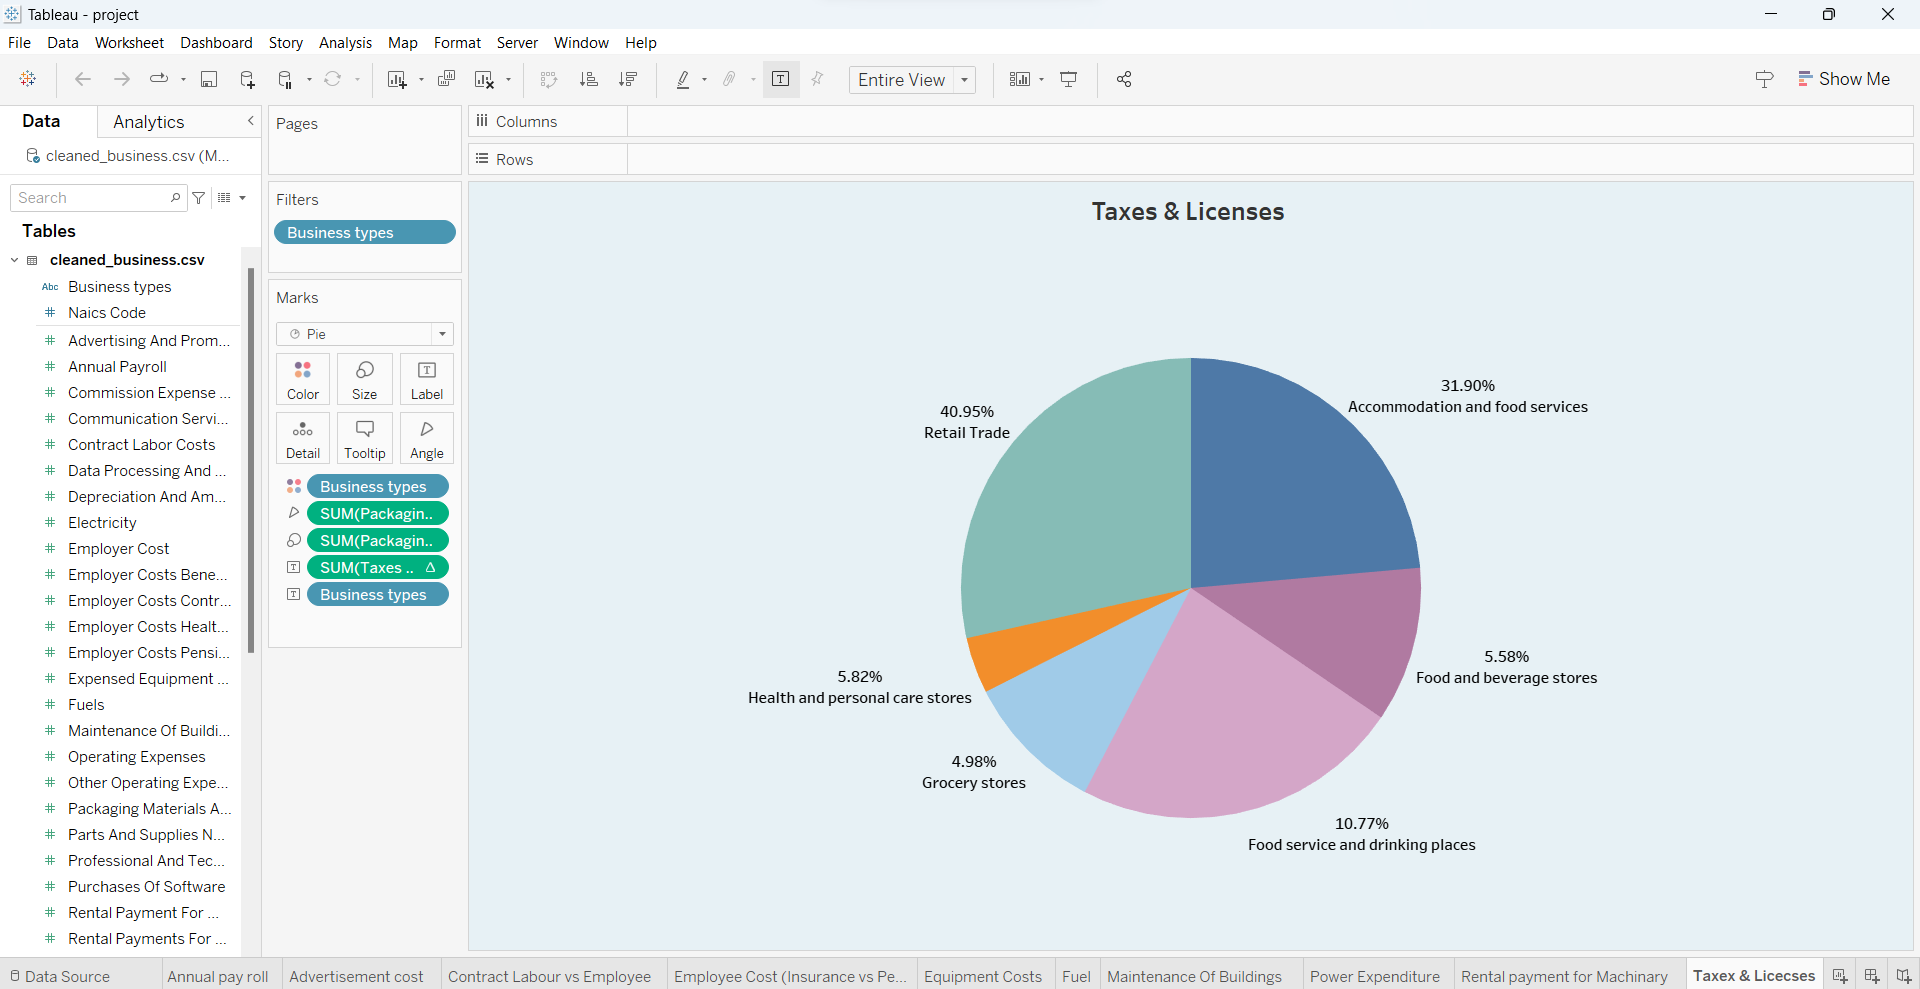 Tableau - project
File Data Worksheet Dashboard Story Analysis Map Format Server Window Help
Entire View
Show Me
Data Analytics
cleaned_business.csv (M...
Search
Tables
cleaned_business.csv
Abc Business types
# Naics Code
# Advertising And Prom...
# Annual Payroll
# Commission Expense ...
# Communication Servi...
# Contract Labor Costs
# Data Processing And ...
# Depreciation And Am...
# Electricity
# Employer Cost
# Employer Costs Bene...
# Employer Costs Contr...
# Employer Costs Healt...
# Employer Costs Pensi...
# Expensed Equipment ...
# Fuels
# Maintenance Of Buildi...
# Operating Expenses
# Other Operating Expe...
# Packaging Materials A...
# Parts And Supplies N...
# Professional And Tec...
# Purchases Of Software
# Rental Payment For ...
# Rental Payments For ...
Pages
Filters
Business types
Marks
Pie
Color Size Label
Detail Tooltip Angle
Business types
SUM(Packagin..
SUM(Packagin..
SUM(Taxes .. Δ
Business types
Columns
Rows
Taxes & Licenses
31.90%
Accommodation and food services
40.95%
Retail Trade
5.58%
Food and beverage stores
5.82%
Health and personal care stores
4.98%
Grocery stores
10.77%
Food service and drinking places
Data Source Annual pay roll Advertisement cost Contract Labour vs Employee Employee Cost (Insurance vs Pe... Equipment Costs Fuel Maintenance Of Buildings Power Expenditure Rental payment for Machinary Taxex & Licecses